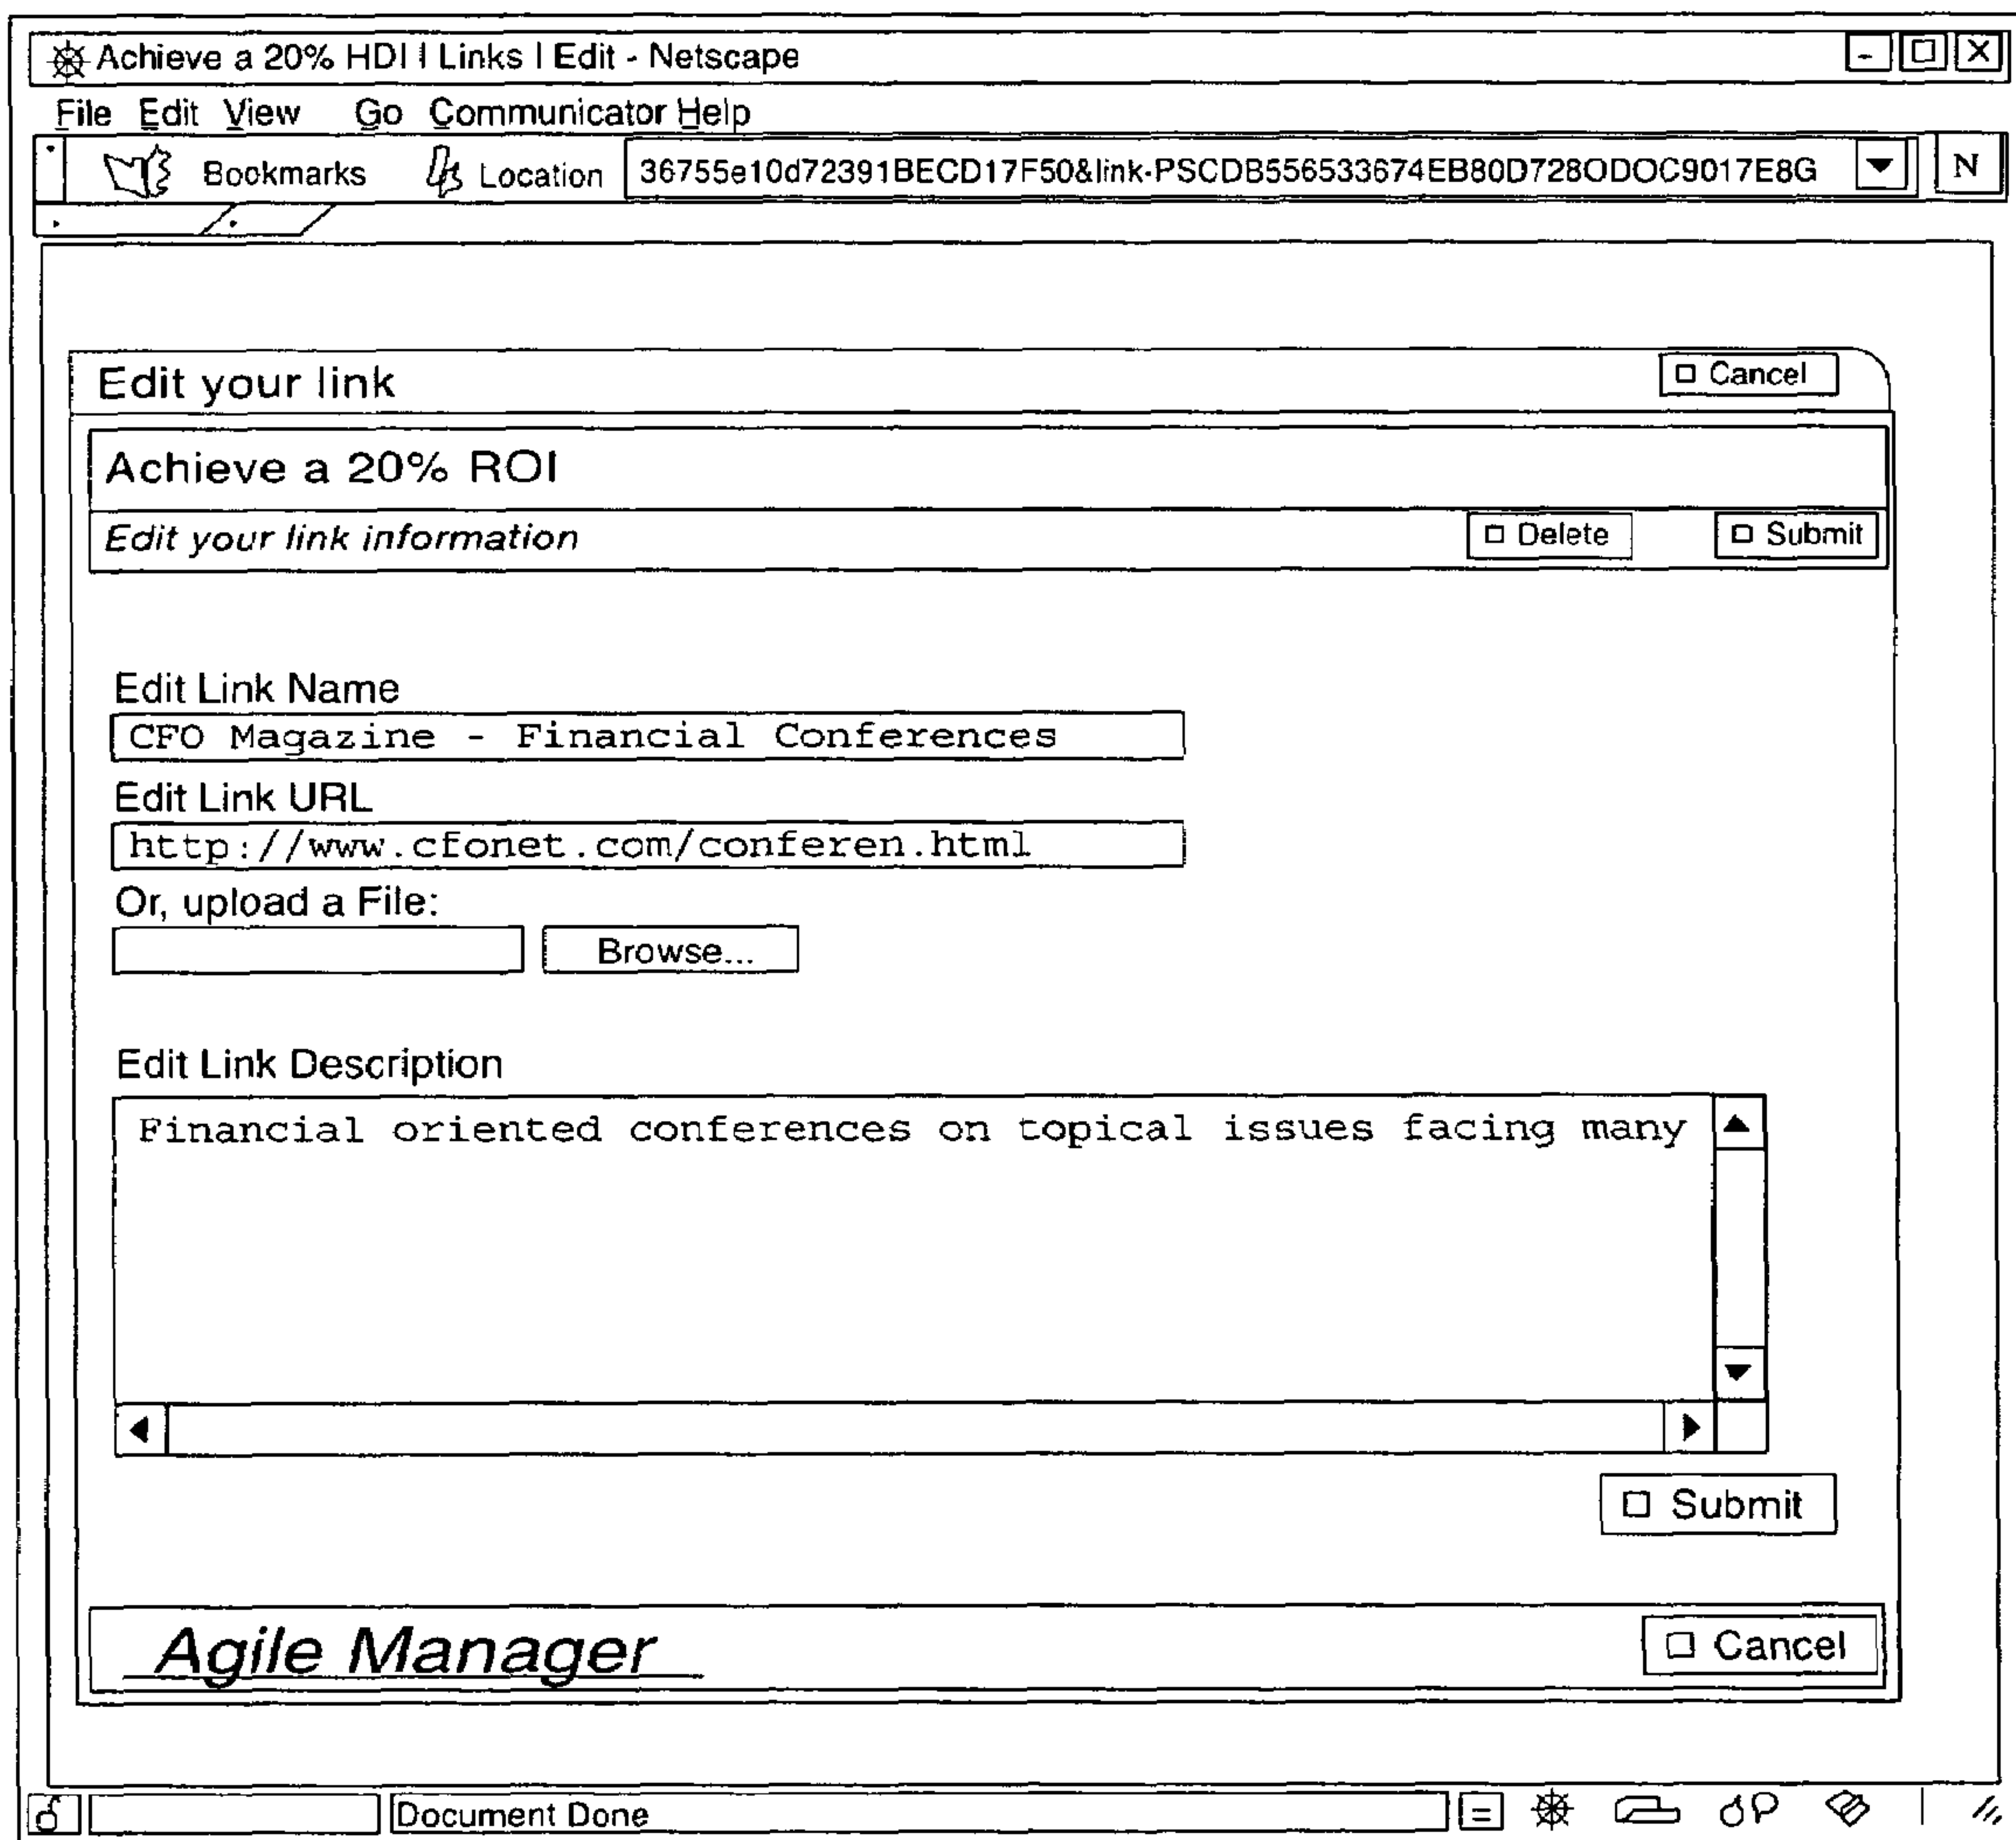 Achieve a 20% HDI | Links | Edit - Netscape
File Edit View Go Communicator Help
Bookmarks Location 36755e10d72391BECD17F50&link-PSCDB556533674EB80D728ODOC9017E8G N
Edit your link Cancel
Achieve a 20% ROI
Edit your link information Delete Submit
Edit Link Name
CFO Magazine - Financial Conferences
Edit Link URL
http://www.cfonet.com/conferen.html
Or, upload a File:
Browse...
Edit Link Description
Financial oriented conferences on topical issues facing many
Submit
Agile Manager Cancel
Document Done